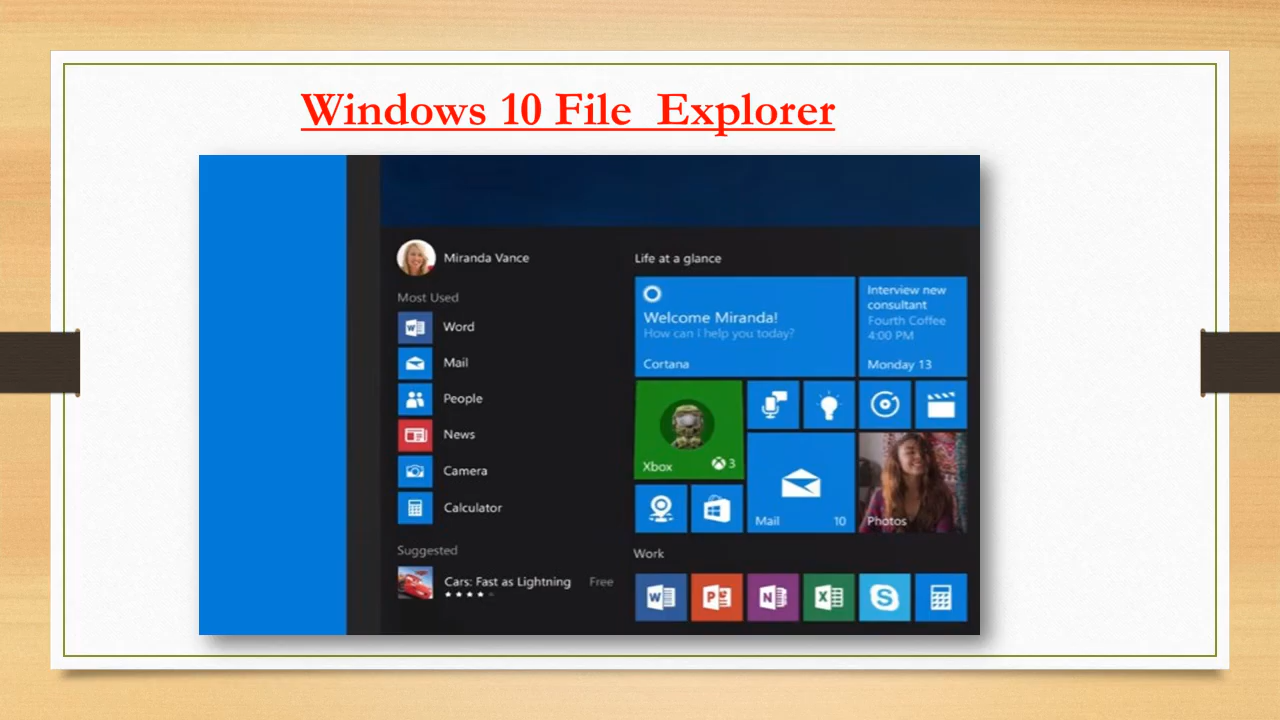 Windows 10 File  Explorer
Miranda Vance
Most Used
Word
Mail
People
News
Camera
Calculator
Suggested
Cars: Fast as Lightning Free
Life at a glance
Welcome Miranda!
How can I help you today?
Cortana
Interview new
consultant
Fourth Coffee
4:00 PM
Monday 13
Xbox 3
Mail 10
Photos
Work
W P N X S